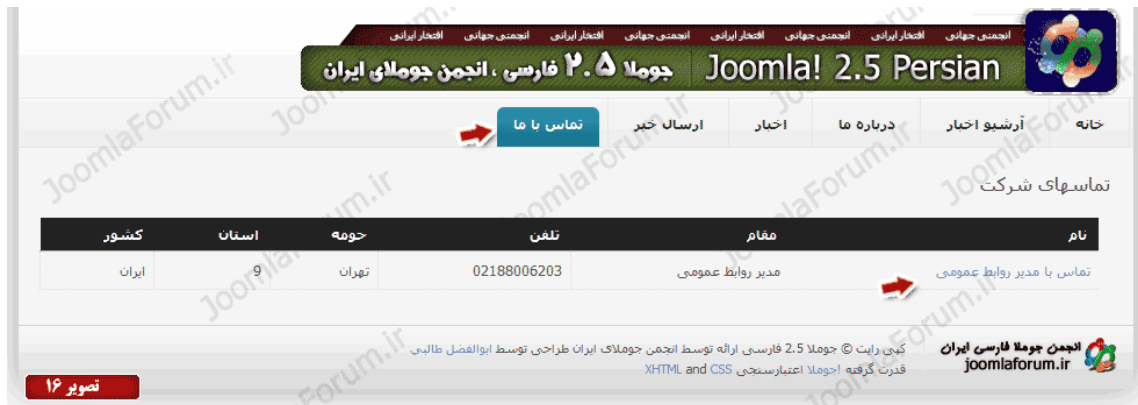 انجمنی جهانی افتخار ایرانی انجمنی جهانی افتخار ایرانی انجمنی جهانی افتخار ایرانی انجمنی جهانی افتخار ایرانی
جوملا ۲.۵ فارسی ، انجمن جوملای ایران Joomla! 2.5 Persian
خانه آرشیو اخبار درباره ما اخبار ارسال خبر تماس با ما
تماسهای شرکت
نام مقام تلفن حومه استان کشور
تماس با مدیر روابط عمومی مدیر روابط عمومی 02188006203 تهران 9 ایران
انجمن جوملا فارسی ایران
joomlaforum.ir
کپی رایت © جوملا 2.5 فارسی ارائه توسط انجمن جوملای ایران طراحی توسط ابوالفضل طالبی
قدرت گرفته !جوملا اعتبارسنجی XHTML and CSS
تصویر ۱۶
JoomlaForum.ir